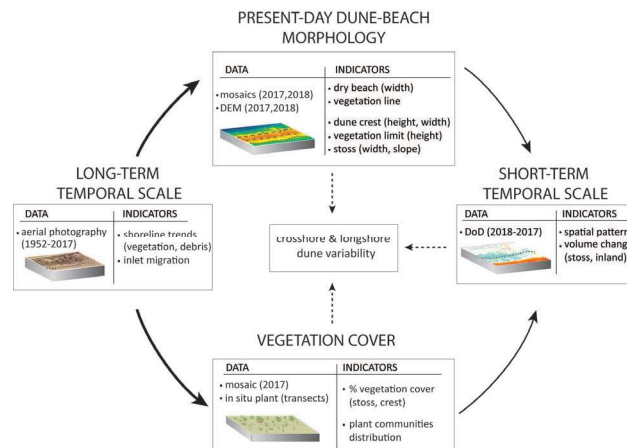 PRESENT-DAY DUNE-BEACH
MORPHOLOGY
DATA
INDICATORS
• mosaics (2017,2018)
• DEM (2017,2018)
• dry beach (width)
• vegetation line
• dune crest (height, width)
• vegetation limit (height)
• stoss (width, slope)
LONG-TERM
TEMPORAL SCALE
DATA
INDICATORS
• aerial photography
(1952-2017)
• shoreline trends
(vegetation, debris)
• inlet migration
crosshore & longshore
dune variability
SHORT-TERM
TEMPORAL SCALE
DATA
INDICATORS
• DoD (2018-2017)
• spatial pattern
• volume chang
(stoss, inland)
VEGETATION COVER
DATA
INDICATORS
• mosaic (2017)
• in situ plant (transects)
• % vegetation cover
(stoss, crest)
• plant communities
distribution